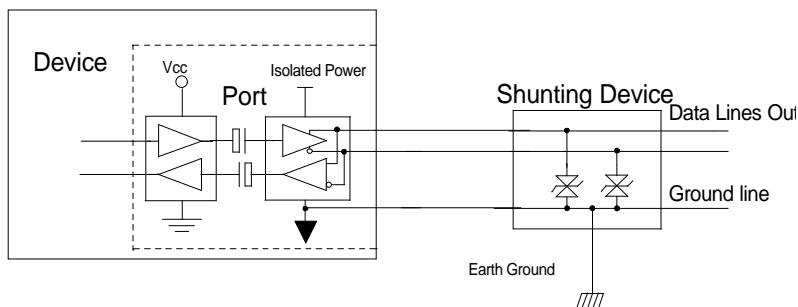 Device
Vcc
Isolated Power
Port
Shunting Device
Data Lines Out
Ground line
Earth Ground